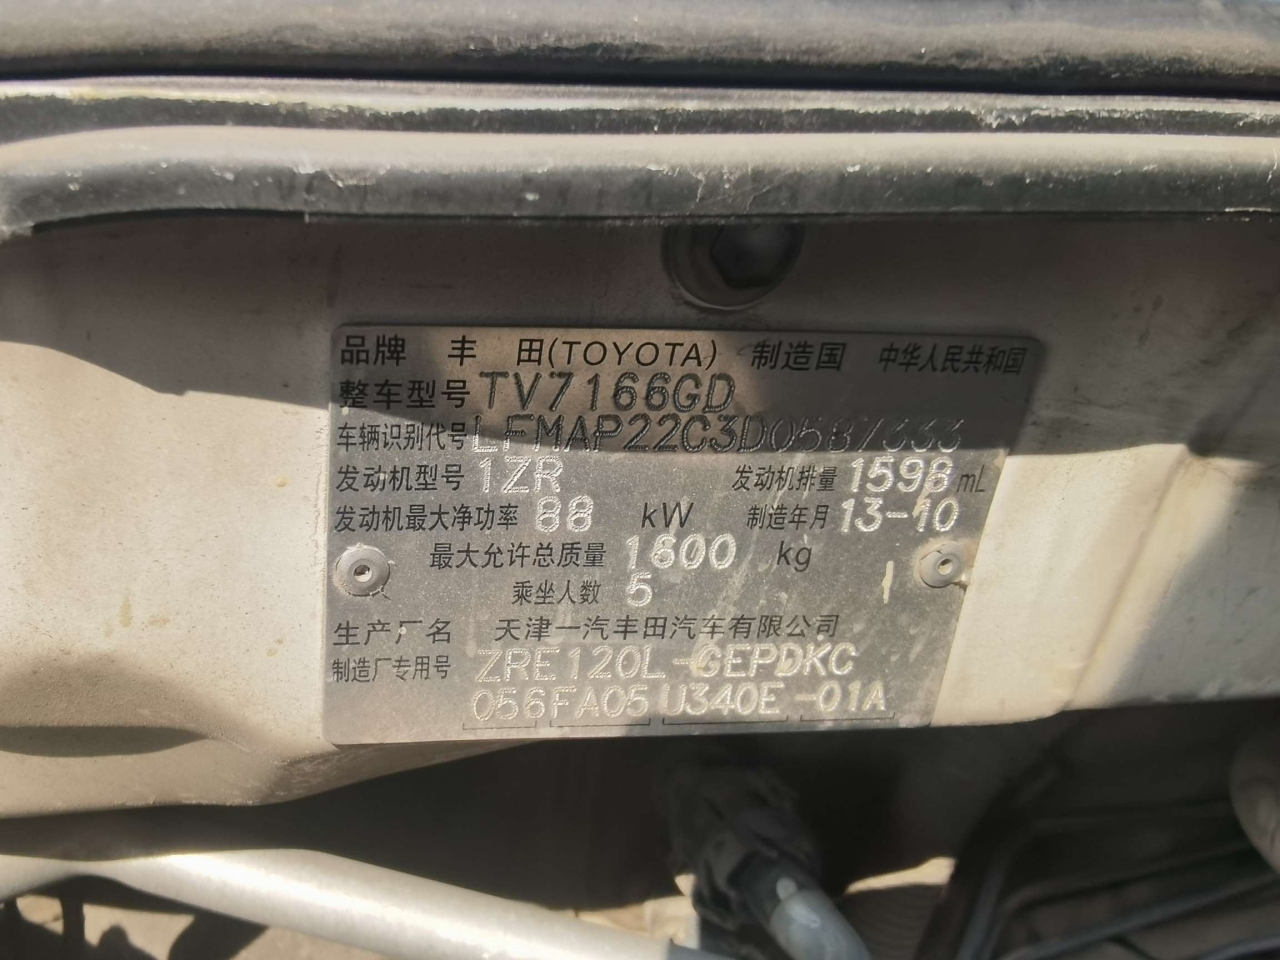 品牌 丰 田(TOYOTA) 制造国 中华人民共和国
整车型号 TV7166GD
车辆识别代号 LFMAP22C3D0587333
发动机型号 1ZR 发动机排量 1598 mL
发动机最大净功率 88 kW 制造年月 13-10
最大允许总质量 1600 kg
乘坐人数 5
生产厂名 天津一汽丰田汽车有限公司
制造厂专用号 ZRE120L-GEPDKC
056FA05U340E-01A